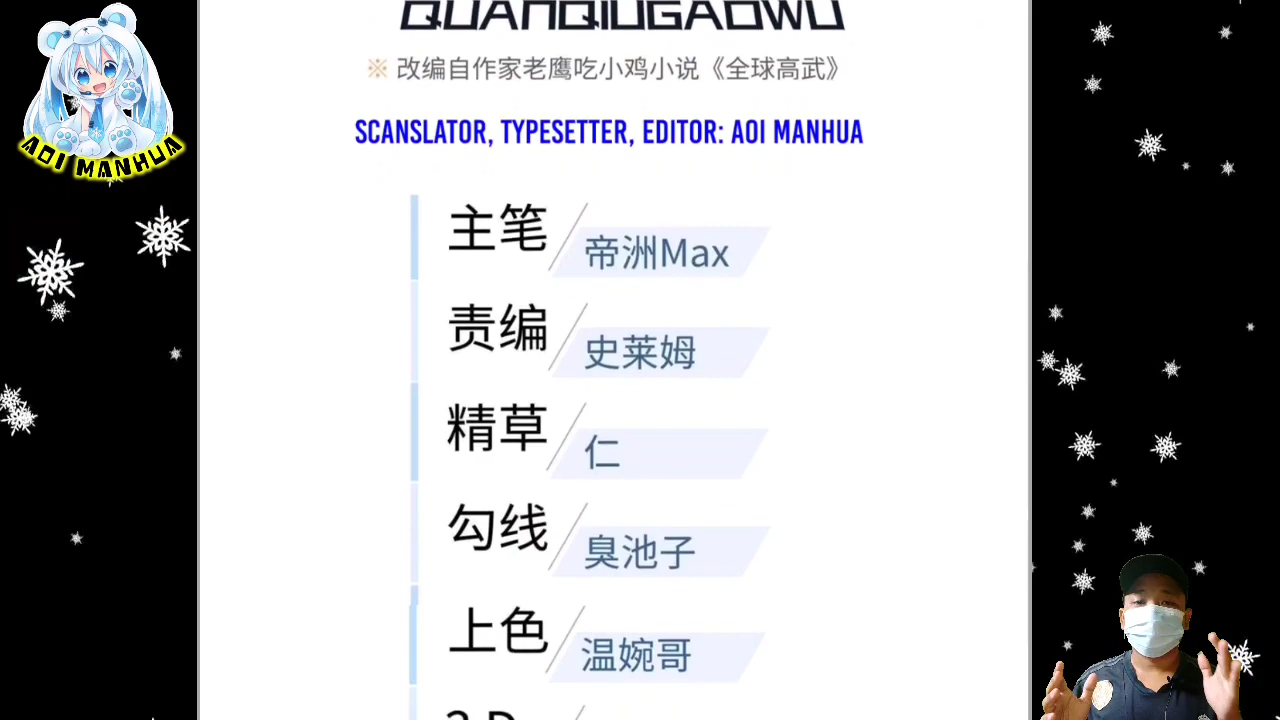 QUANQIUGAOWU
※ 改编自作家老鹰吃小鸡小说《全球高武》
SCANSLATOR, TYPESETTER, EDITOR: AOI MANHUA
AOI MANHUA
主笔 帝洲Max
责编 史莱姆
精草 仁
勾线 臭池子
上色 温婉哥